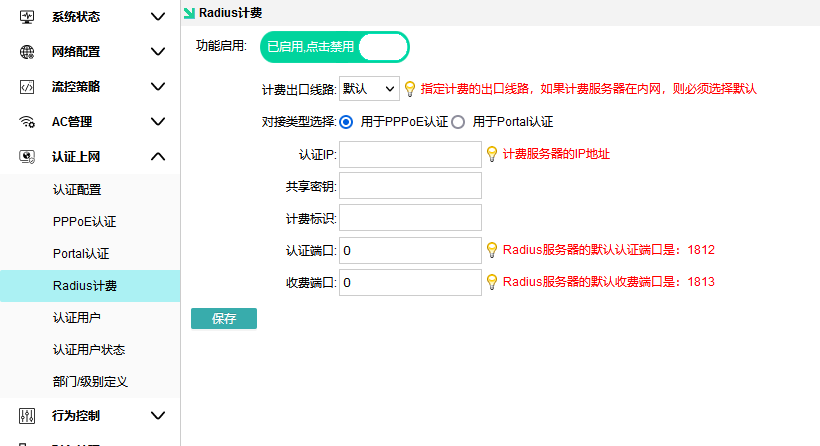 系统状态
网络配置
流控策略
AC管理
认证上网
认证配置
PPPoE认证
Portal认证
Radius计费
认证用户
认证用户状态
部门/级别定义
行为控制
Radius计费
功能启用: 已启用,点击禁用
计费出口线路: 默认 指定计费的出口线路，如果计费服务器在内网，则必须选择默认
对接类型选择: 用于PPPoE认证 用于Portal认证
认证IP: 计费服务器的IP地址
共享密钥:
计费标识:
认证端口: 0 Radius服务器的默认认证端口是：1812
收费端口: 0 Radius服务器的默认收费端口是：1813
保存